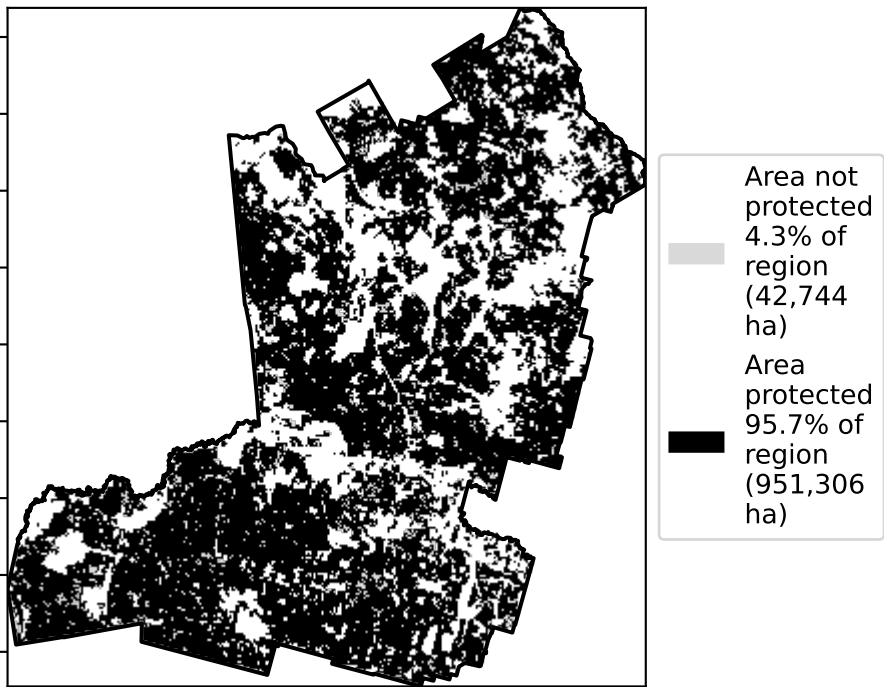 Area not
protected
4.3% of
region
(42,744
ha)
Area
protected
95.7% of
region
(951,306
ha)